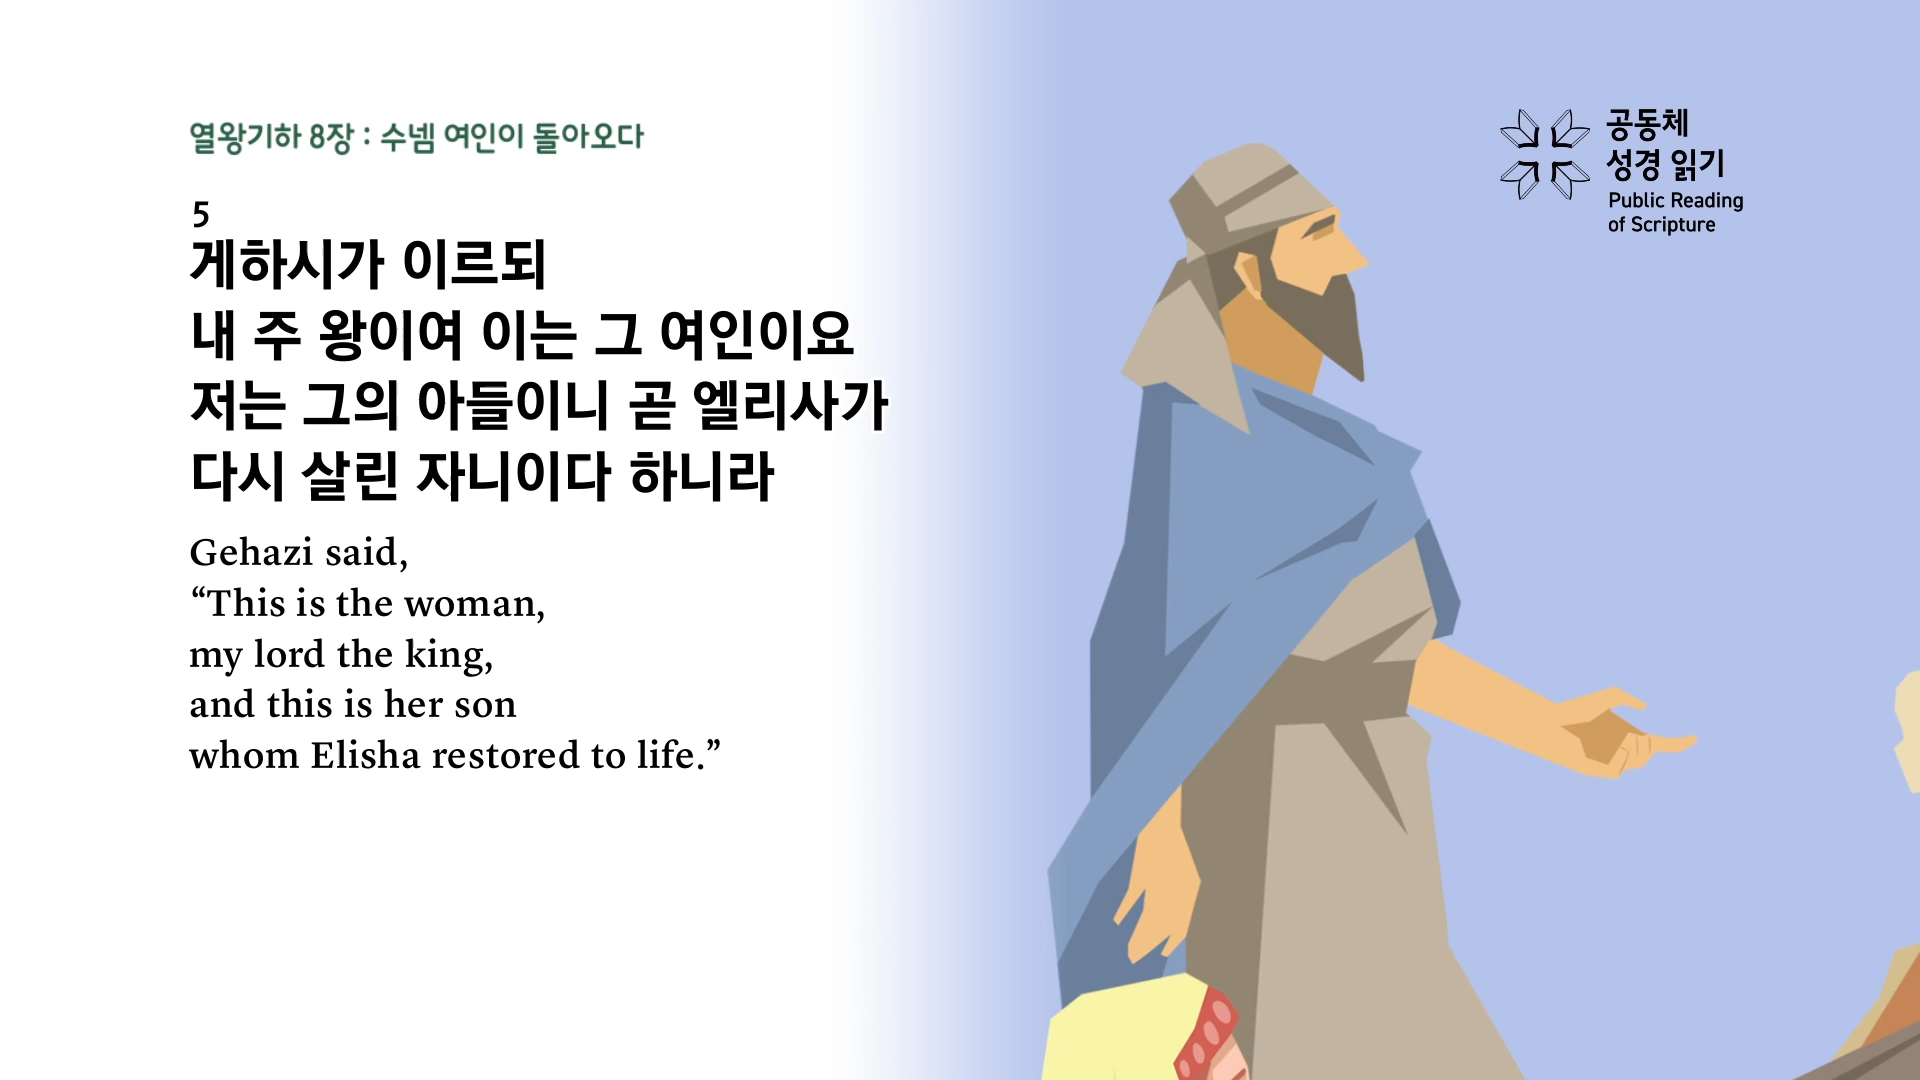 열왕기하 8장 : 수넴 여인이 돌아오다
5
게하시가 이르되
내 주 왕이여 이는 그 여인이요
저는 그의 아들이니 곧 엘리사가
다시 살린 자니이다 하니라
Gehazi said,
“This is the woman,
my lord the king,
and this is her son
whom Elisha restored to life.”
공동체
성경 읽기
Public Reading
of Scripture